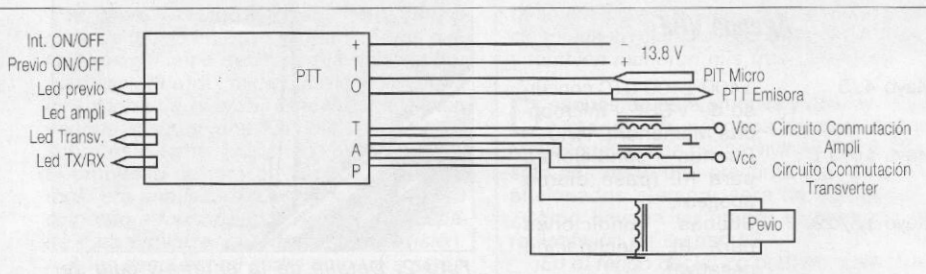 Int. ON/OFF
Previo ON/OFF
Led previo
Led ampli
Led Transv.
Led TX/RX
PTT
+
I
O
T
A
P
−
+
13,8 V
PIT Micro
PTT Emisora
Vcc
Vcc
Circuito Conmutación
Ampli
Circuito Conmutación
Transverter
Pevio